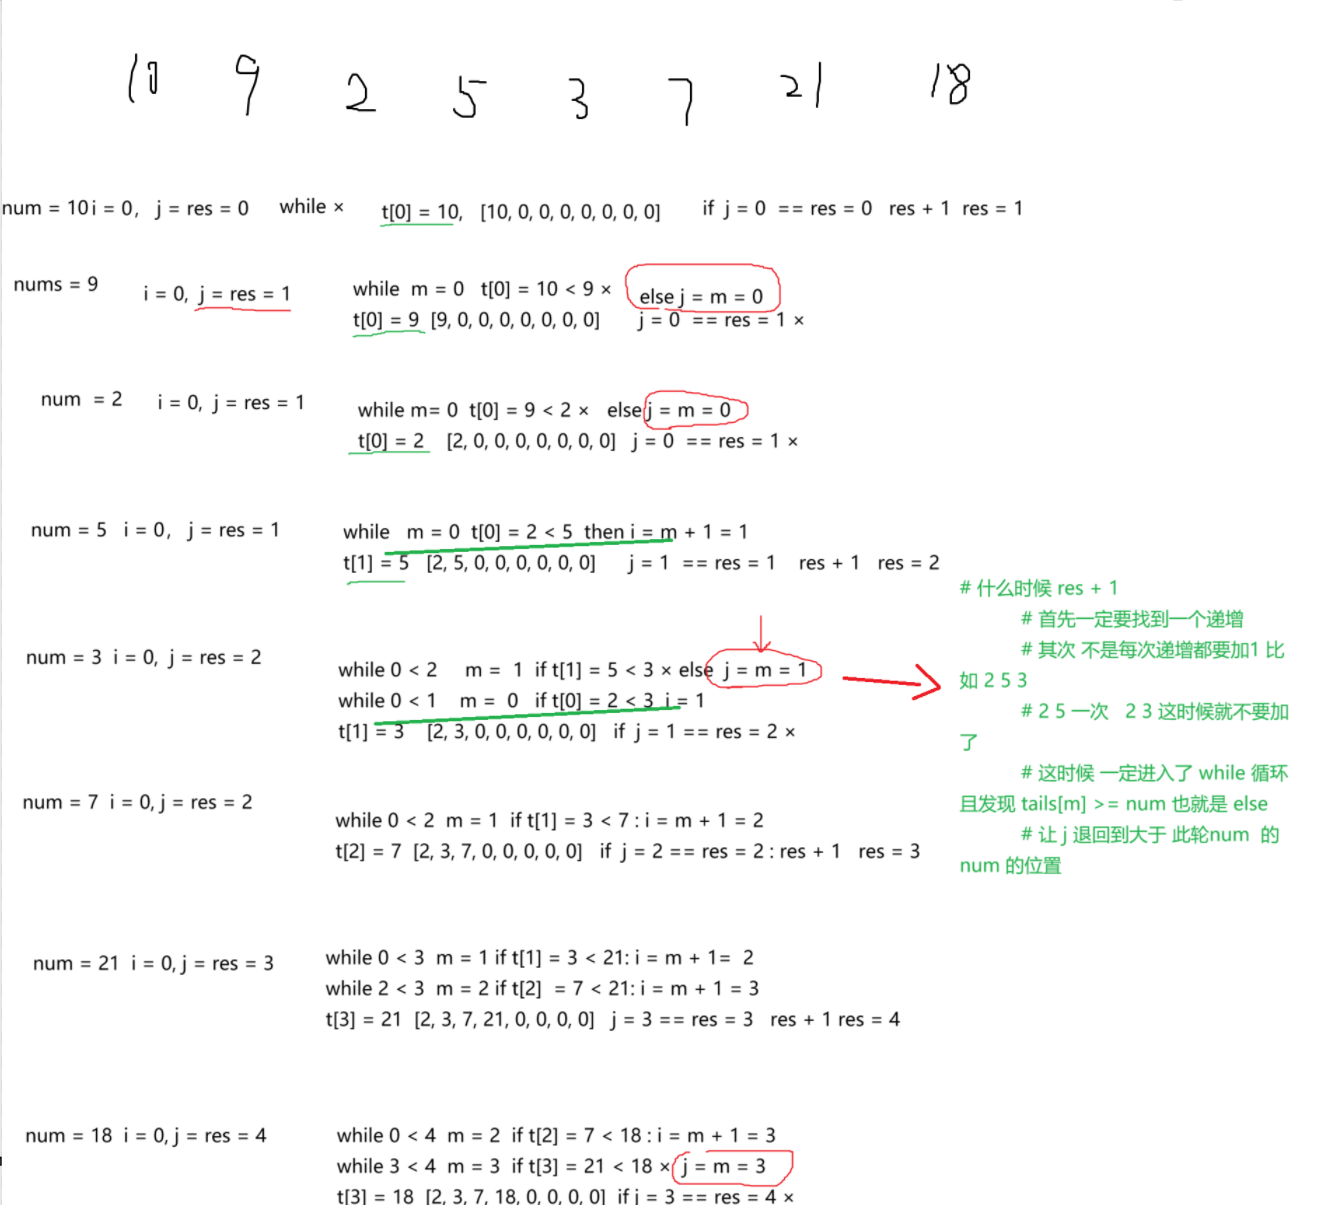 10 9 2 5 3 7 21 18
num = 10 i = 0, j = res = 0 while × t[0] = 10, [10, 0, 0, 0, 0, 0, 0, 0] if j = 0 == res = 0 res + 1 res = 1
nums = 9 i = 0, j = res = 1 while m = 0 t[0] = 10 < 9 × else j = m = 0
t[0] = 9 [9, 0, 0, 0, 0, 0, 0, 0] j = 0 == res = 1 ×
num = 2 i = 0, j = res = 1 while m= 0 t[0] = 9 < 2 × else j = m = 0
t[0] = 2 [2, 0, 0, 0, 0, 0, 0, 0] j = 0 == res = 1 ×
num = 5 i = 0, j = res = 1 while m = 0 t[0] = 2 < 5 then i = m + 1 = 1
t[1] = 5 [2, 5, 0, 0, 0, 0, 0, 0] j = 1 == res = 1 res + 1 res = 2
num = 3 i = 0, j = res = 2 while 0 < 2 m = 1 if t[1] = 5 < 3 × else j = m = 1
while 0 < 1 m = 0 if t[0] = 2 < 3 i = 1
t[1] = 3 [2, 3, 0, 0, 0, 0, 0, 0] if j = 1 == res = 2 ×
# 什么时候 res + 1
# 首先一定要找到一个递增
# 其次 不是每次递增都要加1 比
如 2 5 3
# 2 5 一次 2 3 这时候就不要加
了
# 这时候 一定进入了 while 循环
且发现 tails[m] >= num 也就是 else
# 让 j 退回到大于 此轮num 的
num 的位置
num = 7 i = 0, j = res = 2 while 0 < 2 m = 1 if t[1] = 3 < 7 : i = m + 1 = 2
t[2] = 7 [2, 3, 7, 0, 0, 0, 0, 0] if j = 2 == res = 2 : res + 1 res = 3
num = 21 i = 0, j = res = 3 while 0 < 3 m = 1 if t[1] = 3 < 21: i = m + 1= 2
while 2 < 3 m = 2 if t[2] = 7 < 21: i = m + 1 = 3
t[3] = 21 [2, 3, 7, 21, 0, 0, 0, 0] j = 3 == res = 3 res + 1 res = 4
num = 18 i = 0, j = res = 4 while 0 < 4 m = 2 if t[2] = 7 < 18 : i = m + 1 = 3
while 3 < 4 m = 3 if t[3] = 21 < 18 × j = m = 3
t[3] = 18 [2, 3, 7, 18, 0, 0, 0, 0] if j = 3 == res = 4 ×